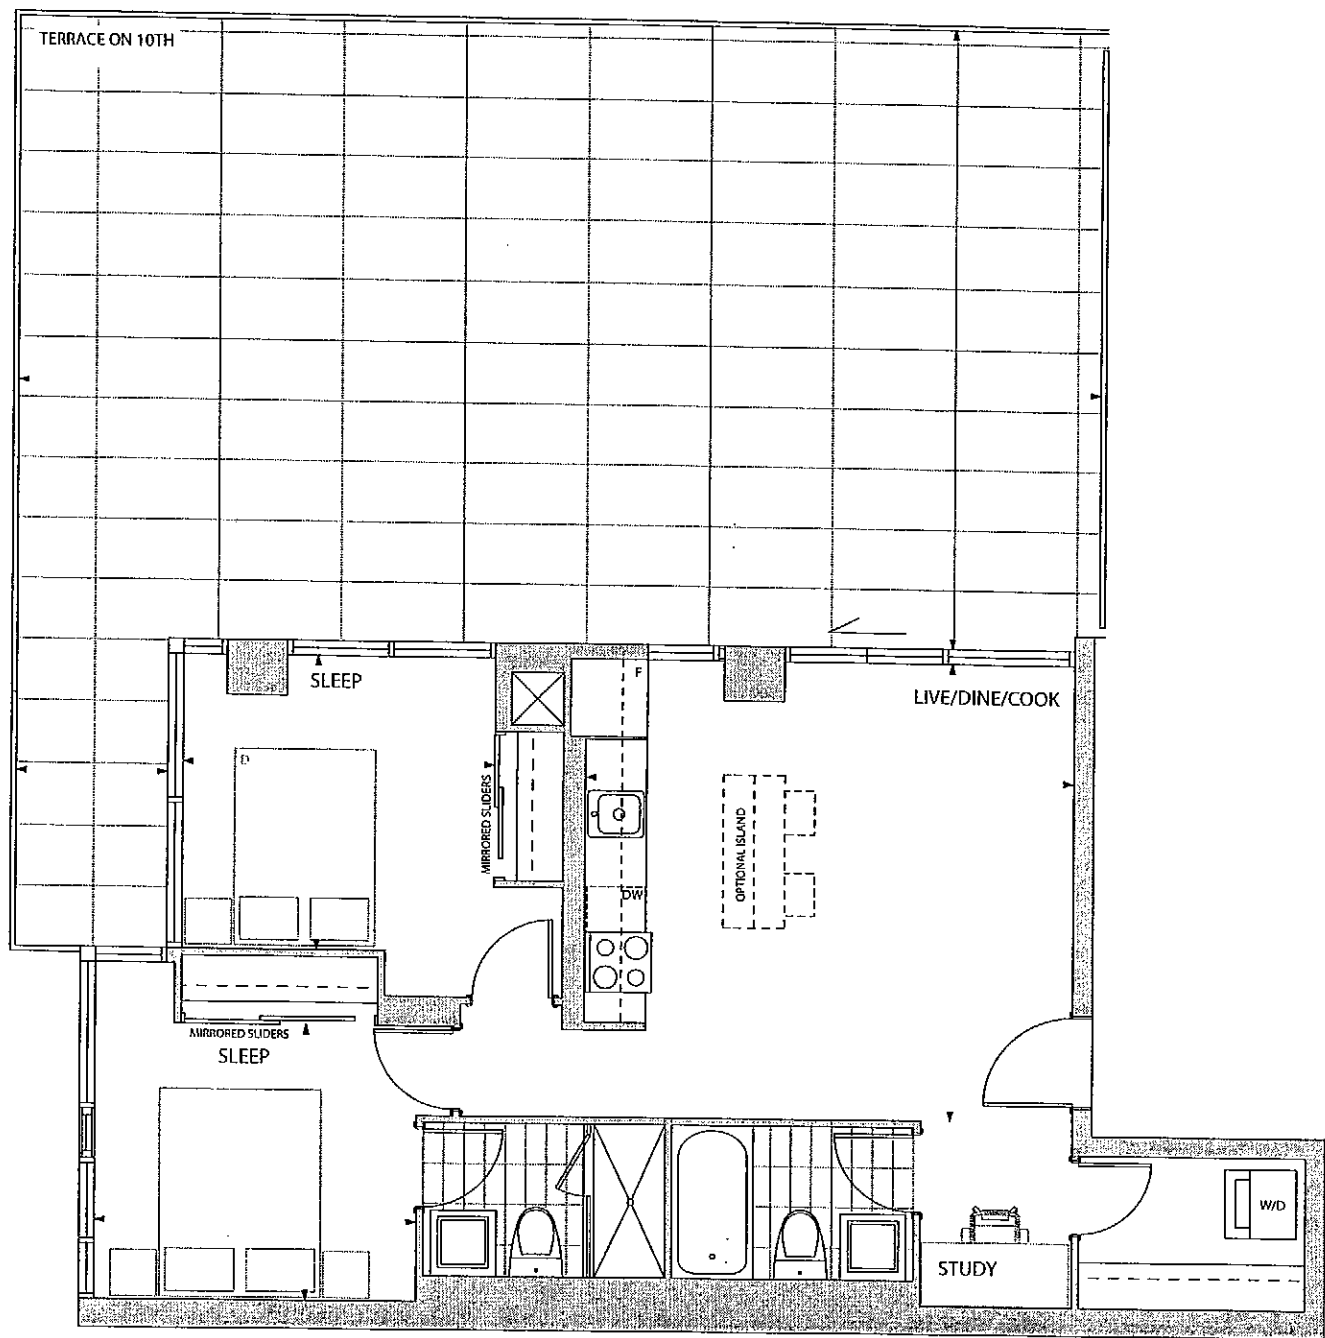 TERRACE ON 10TH
SLEEP
F
LIVE/DINE/COOK
D
MIRRORED SLIDERS
OPTIONAL ISLAND
DW
MIRRORED SLIDERS
SLEEP
W/D
STUDY